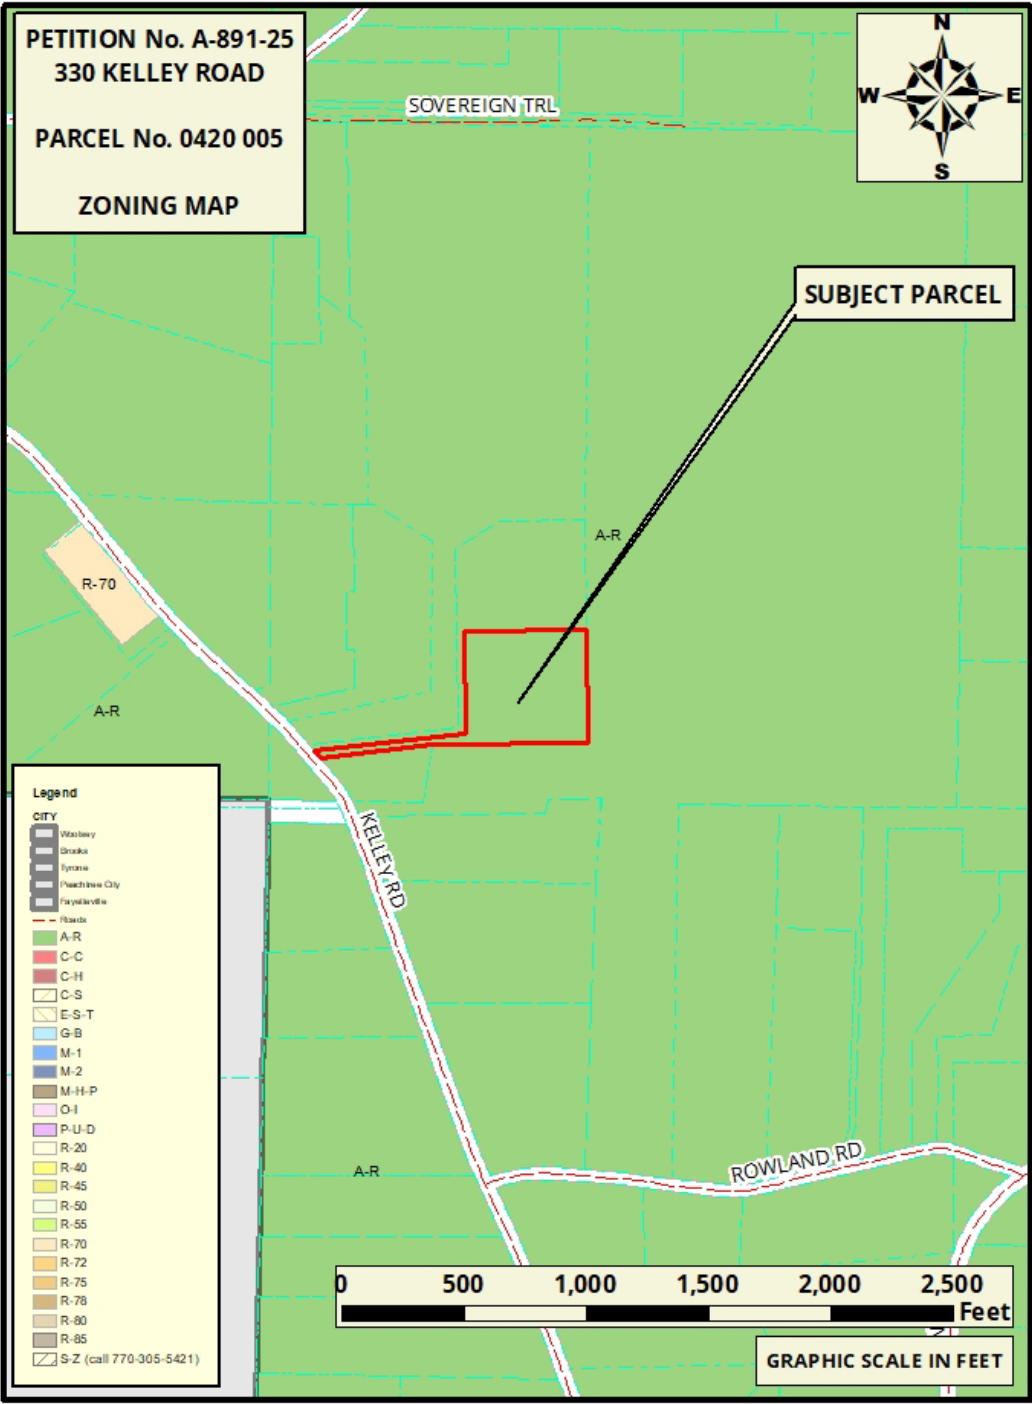 PETITION No. A-891-25
330 KELLEY ROAD
PARCEL No. 0420 005
ZONING MAP
N
W
E
S
SOVEREIGN TRL
SUBJECT PARCEL
A-R
R-70
A-R
KELLEY RD
A-R
ROWLAND RD
Legend
CITY
Woolsey
Brooks
Tyrone
Peachtree City
Fayetteville
Roads
A-R
C-C
C-H
C-S
E-S-T
G-B
M-1
M-2
M-H-P
O-I
P-U-D
R-20
R-40
R-45
R-50
R-55
R-70
R-72
R-75
R-78
R-80
R-85
S-Z (call 770-305-5421)
0 500 1,000 1,500 2,000 2,500
Feet
GRAPHIC SCALE IN FEET